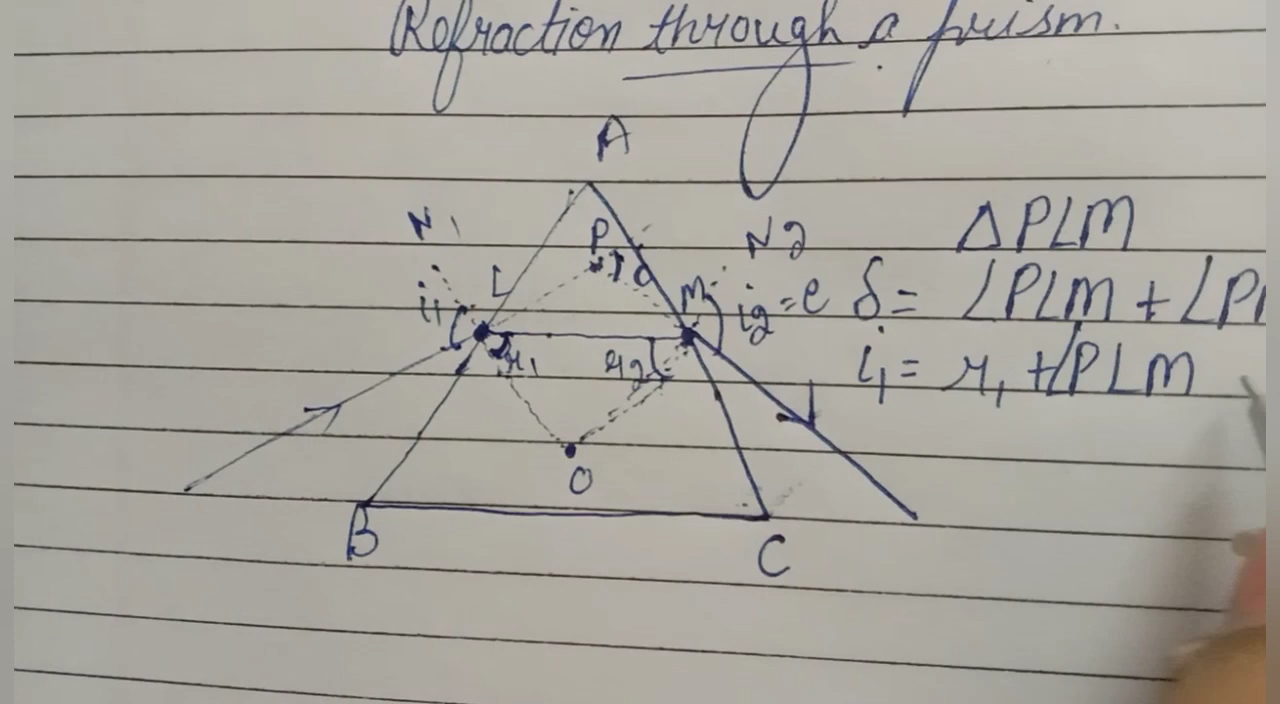 Refraction through a prism.
A
N1
P
N2
ΔPLM
L
δ
M
i1
i2=e
δ= ∠PLM + ∠P
r1
r2
i1= r1 +∠PLM
O
B
C